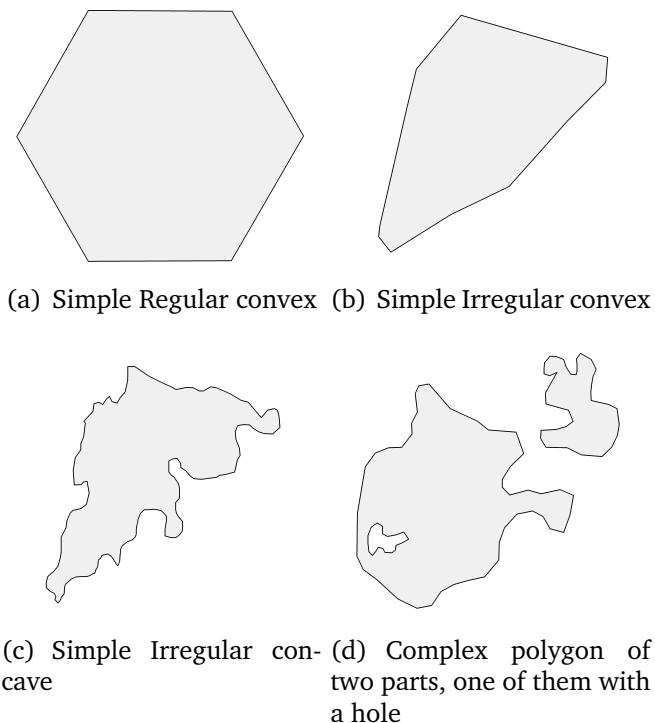 (a) Simple Regular convex
(b) Simple Irregular convex
(c) Simple Irregular con-
cave
(d) Complex polygon of
two parts, one of them with
a hole